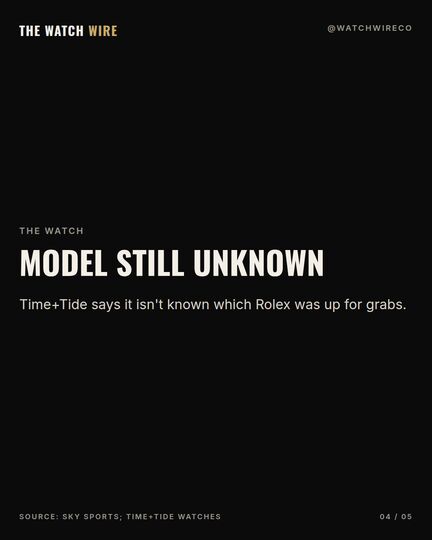 THE WATCH WIRE
@WATCHWIRECO
THE WATCH
MODEL STILL UNKNOWN
Time+Tide says it isn't known which Rolex was up for grabs.
SOURCE: SKY SPORTS; TIME+TIDE WATCHES
04 / 05